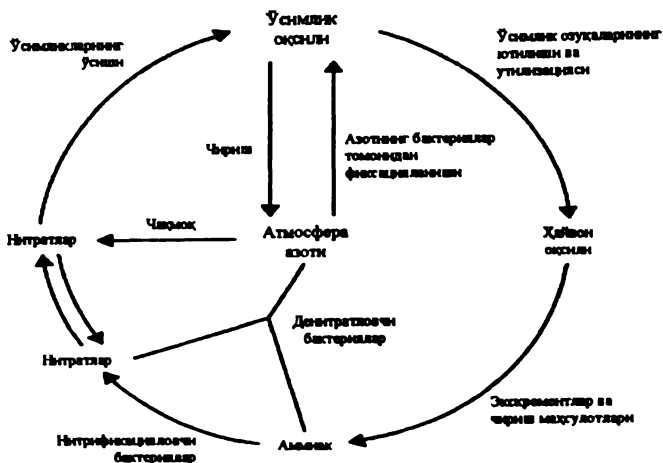 Ўсимлик
оқсили
Ўсимликларнинг
ўсиши
Ўсимлик озуқаларининг
ютилиши ва
утилизацияси
Чириш
Азотнинг бактериялар
томонидан
фиксацияланиши
Нитратлар
Чақмоқ
Атмосфера
азоти
Ҳайвон
оқсили
Нитратлар
Денитратловчи
бактериялар
Экскрементлар ва
чириш маҳсулотлари
Нитрификацияловчи
бактериялар
Аммиак